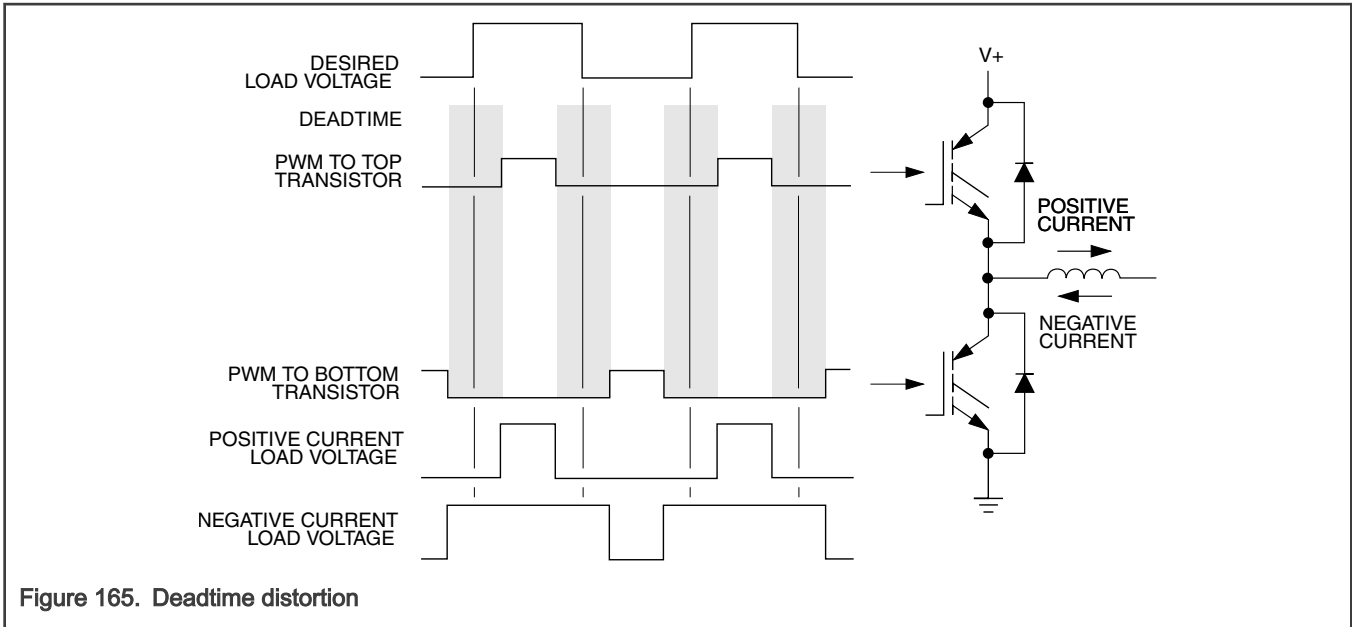 DESIRED
LOAD VOLTAGE
DEADTIME
PWM TO TOP
TRANSISTOR
PWM TO BOTTOM
TRANSISTOR
POSITIVE CURRENT
LOAD VOLTAGE
NEGATIVE CURRENT
LOAD VOLTAGE
V+
POSITIVE
CURRENT
NEGATIVE
CURRENT
Figure 165. Deadtime distortion